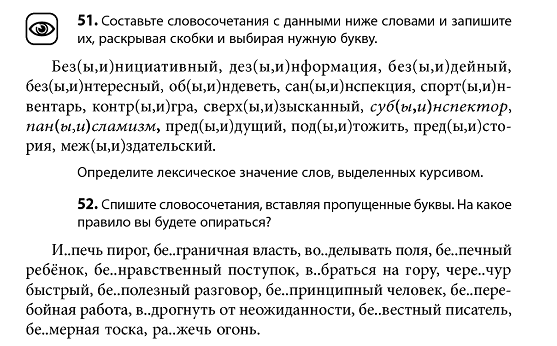 51. Составьте словосочетания с данными ниже словами и запишите
их, раскрывая скобки и выбирая нужную букву.
Без(ы,и)нициативный, дез(ы,и)нформация, без(ы,и)дейный,
без(ы,и)нтересный, об(ы,и)ндеветь, сан(ы,и)нспекция, спорт(ы,и)н-
вентарь, контр(ы,и)гра, сверх(ы,и)зысканный, суб(ы,и)нспектор,
пан(ы,и)сламизм, пред(ы,и)дущий, под(ы,и)тожить, пред(ы,и)сто-
рия, меж(ы,и)здательский.
Определите лексическое значение слов, выделенных курсивом.
52. Спишите словосочетания, вставляя пропущенные буквы. На какое
правило вы будете опираться?
И..печь пирог, бе..граничная власть, во..делывать поля, бе..печный
ребёнок, бе..нравственный поступок, в..браться на гору, чере..чур
быстрый, бе..полезный разговор, бе..принципный человек, бе..пере-
бойная работа, в..дрогнуть от неожиданности, бе..вестный писатель,
бе..мерная тоска, ра..жечь огонь.